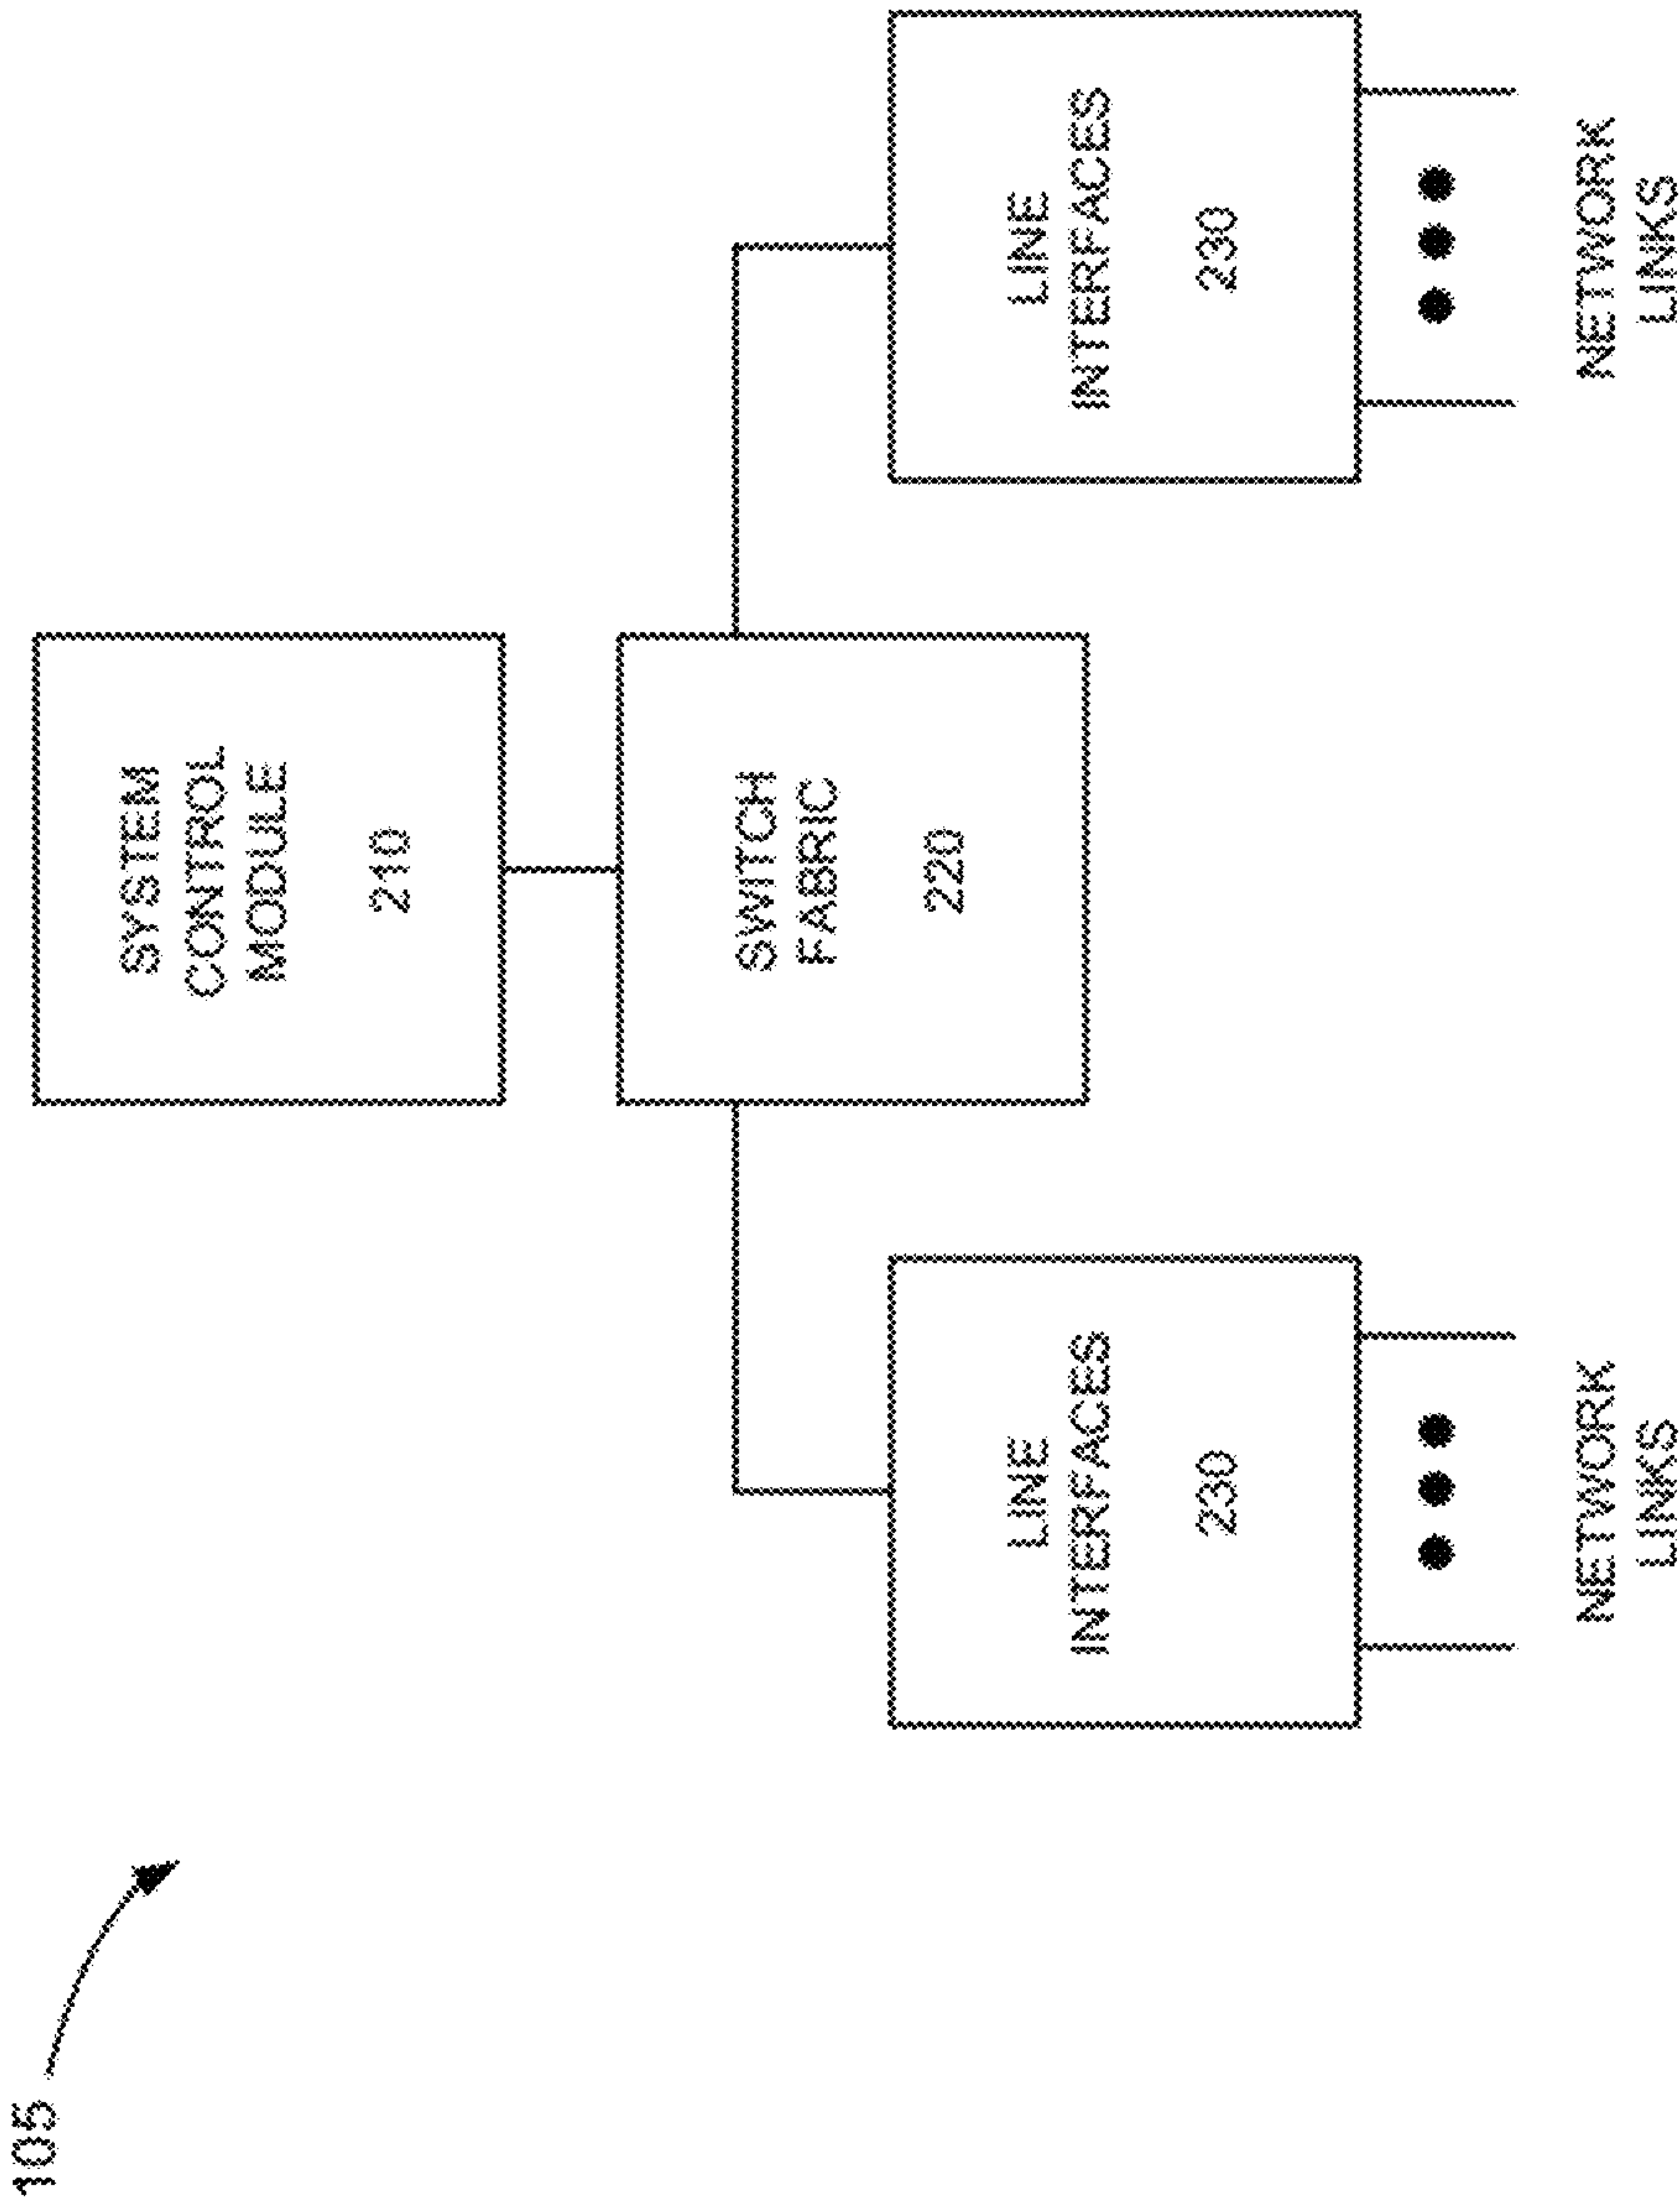 105
SYSTEM
CONTROL
MODULE
210
SWITCH
FABRIC
220
LINE
INTERFACES
230
NETWORK
LINKS
LINE
INTERFACES
230
NETWORK
LINKS